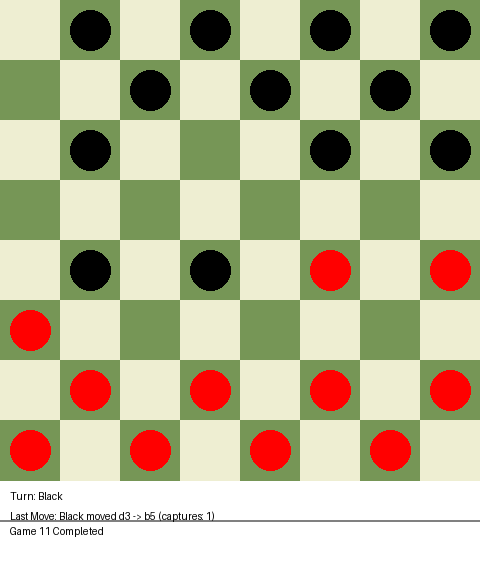 Turn: Black
Last Move: Black moved d3 -> b5 (captures: 1)
Game 11 Completed